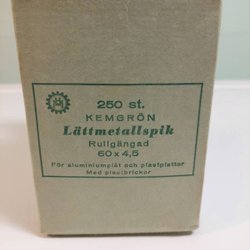 250 st.
KEMGRÖN
Lättmetallspik
Rullgängad
60 x 4,5
För aluminiumplåt och plastplattor
Med plastbrickor